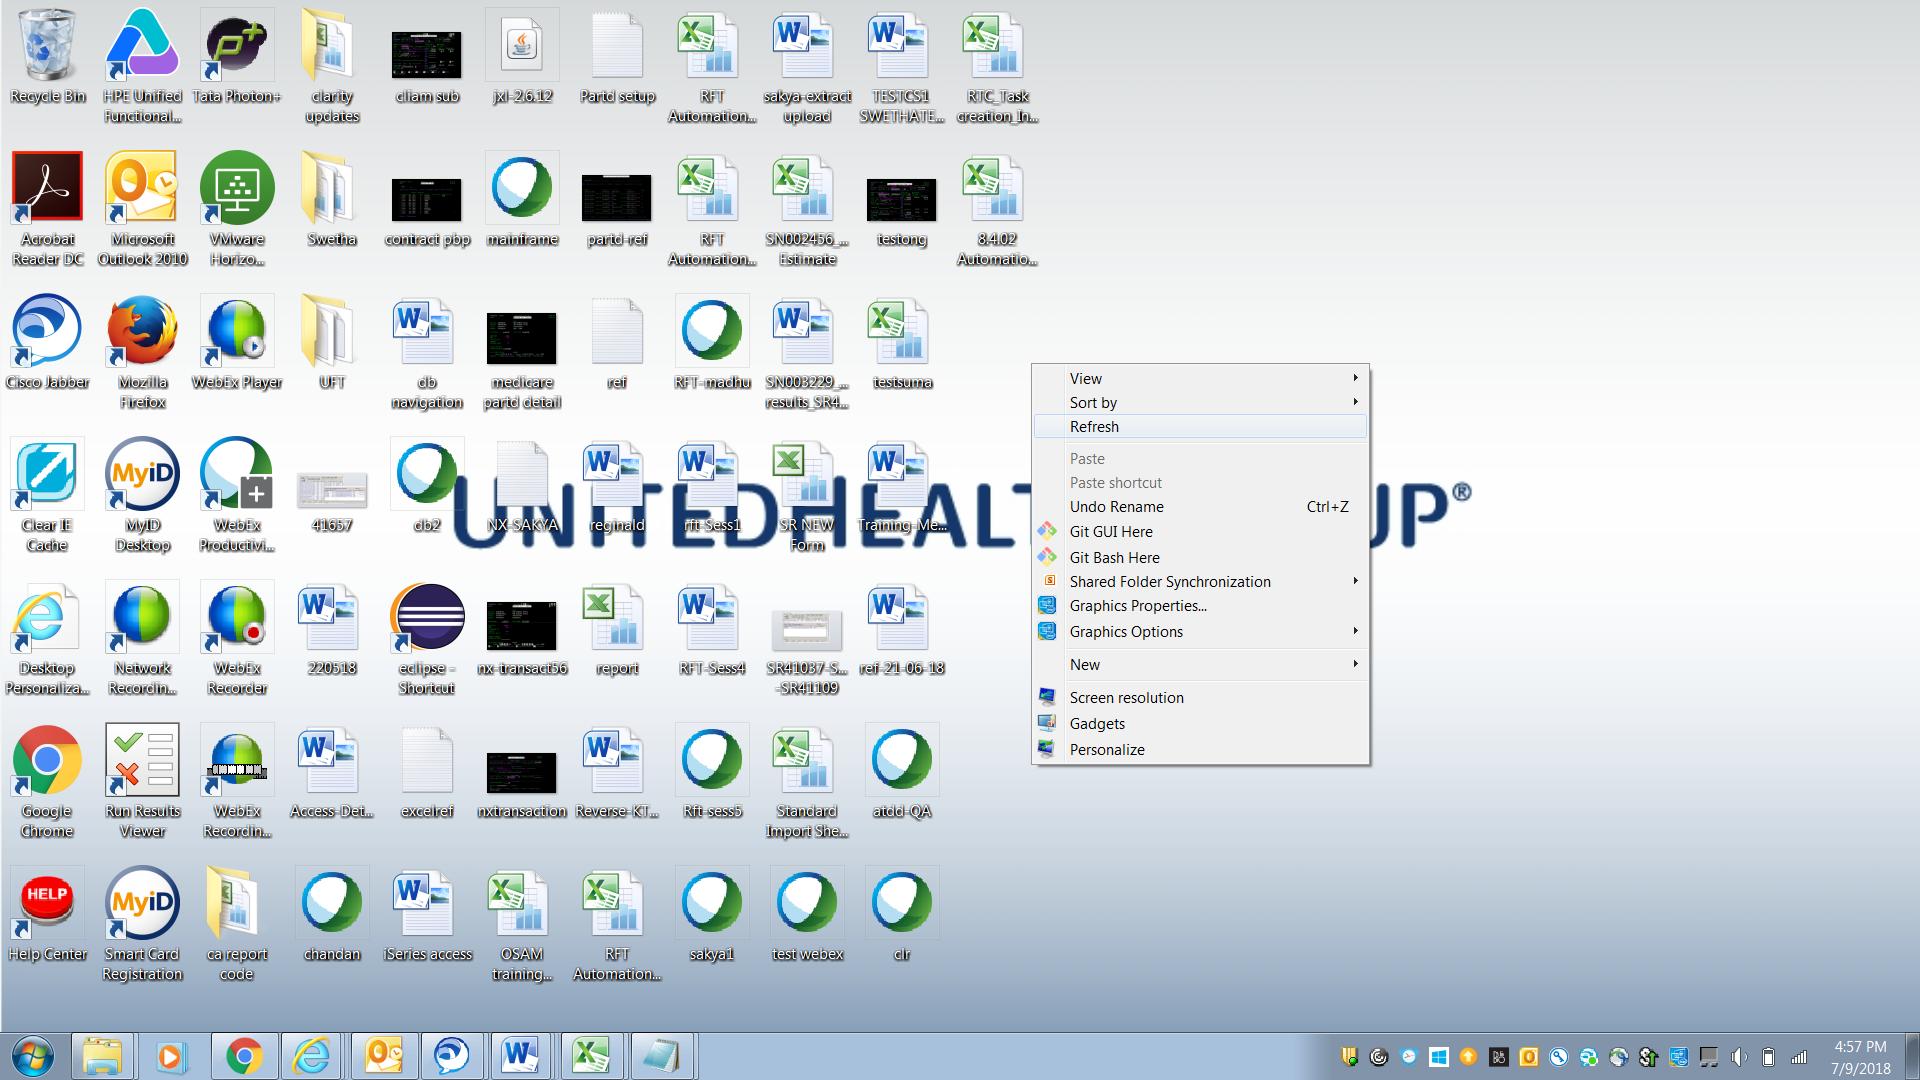 Recycle Bin
HPE Unified
Functional...
Tata Photon+
clarity
updates
cliam sub
jxl-2.6.12
Partd setup
RFT
Automation...
sakya-extract
upload
TESTCS1
SWETHATE...
RTC_Task
creation_In...
Acrobat
Reader DC
Microsoft
Outlook 2010
VMware
Horizo...
Swetha
contract pbp
mainframe
partd-ref
RFT
Automation...
SN002456_...
Estimate
testong
8.4.02
Automatio...
Cisco Jabber
Mozilla
Firefox
WebEx Player
UFT
db
navigation
medicare
partd detail
ref
RFT-madhu
SN003229_...
results_SR4...
testsuma
Clear IE
Cache
MyID
MyID
Desktop
WebEx
Productivi...
41657
db2
NX-SAKYA
reginald
rft-Sess1
SR NEW
Form
Training-Me...
UNITEDHEALT
UP®
Desktop
Personaliza...
Network
Recordin...
WebEx
Recorder
220518
eclipse -
Shortcut
nx-transact56
report
RFT-Sess4
SR41037-S...
-SR41109
ref-21-06-18
Google
Chrome
Run Results
Viewer
WebEx
Recordin...
Access-Det...
excelref
nxtransaction
Reverse-KT...
Rft-sess5
Standard
Import She...
atdd-QA
HELP
Help Center
MyID
Smart Card
Registration
ca report
code
chandan
iSeries access
OSAM
training...
RFT
Automation...
sakya1
test webex
clr
View
Sort by
Refresh
Paste
Paste shortcut
Undo Rename Ctrl+Z
Git GUI Here
Git Bash Here
Shared Folder Synchronization
Graphics Properties...
Graphics Options
New
Screen resolution
Gadgets
Personalize
4:57 PM
7/9/2018